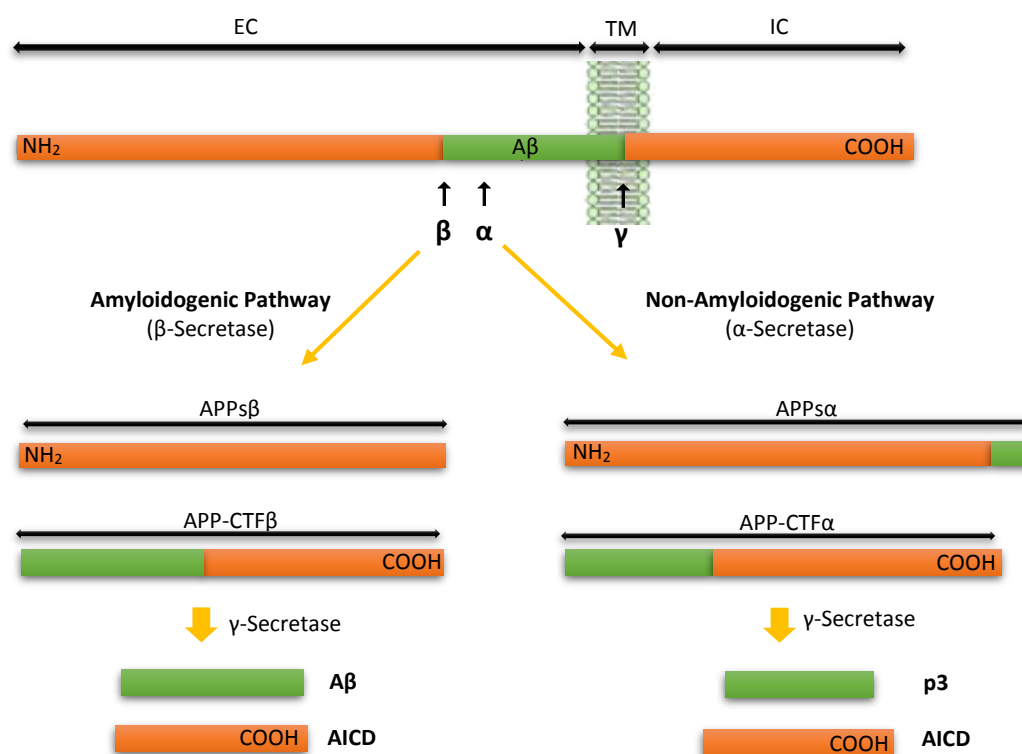 EC TM IC
NH₂ Aβ COOH
β α γ
Amyloidogenic Pathway
(β-Secretase)
Non-Amyloidogenic Pathway
(α-Secretase)
APPsβ
NH₂
APP-CTFβ
COOH
γ-Secretase
Aβ
COOH AICD
APPsα
NH₂
APP-CTFα
COOH
γ-Secretase
p3
COOH AICD